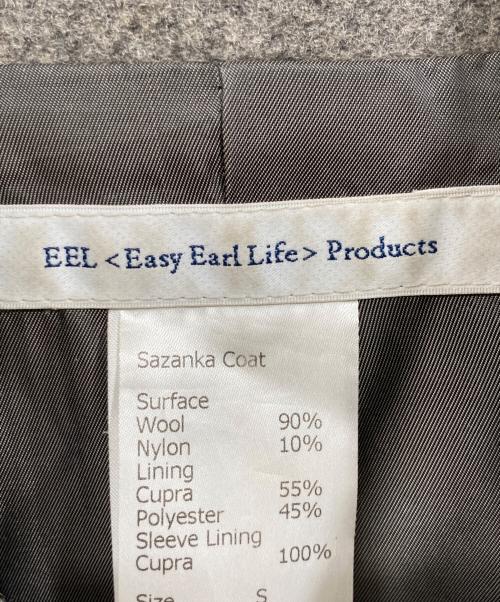 EEL <Easy Earl Life> Products
Sazanka Coat
Surface
Wool 90%
Nylon 10%
Lining
Cupra 55%
Polyester 45%
Sleeve Lining
Cupra 100%
Size S